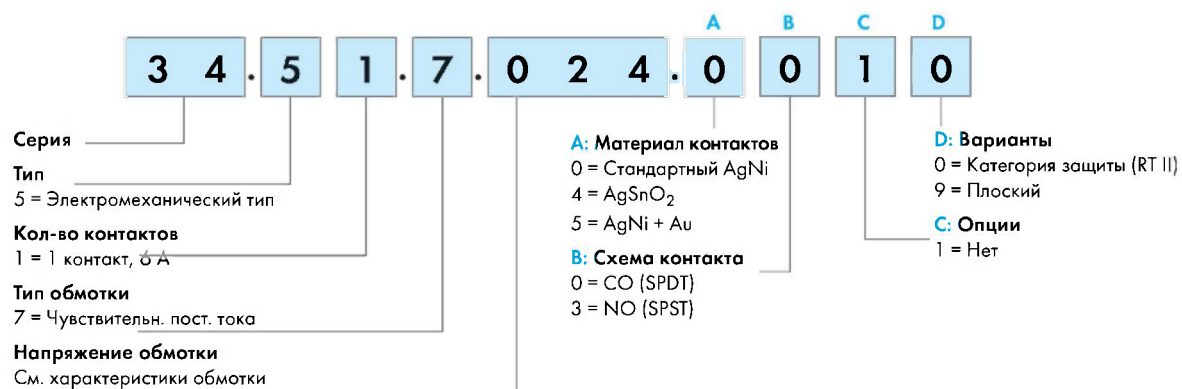 A B C D
3 4 . 5 1 . 7 . 0 2 4 . 0 0 1 0
Серия
Тип
5 = Электромеханический тип
Кол-во контактов
1 = 1 контакт, 6 А
Тип обмотки
7 = Чувствительн. пост. тока
Напряжение обмотки
См. характеристики обмотки
A: Материал контактов
0 = Стандартный AgNi
4 = AgSnO₂
5 = AgNi + Au
B: Схема контакта
0 = CO (SPDT)
3 = NO (SPST)
D: Варианты
0 = Категория защиты (RT II)
9 = Плоский
C: Опции
1 = Нет